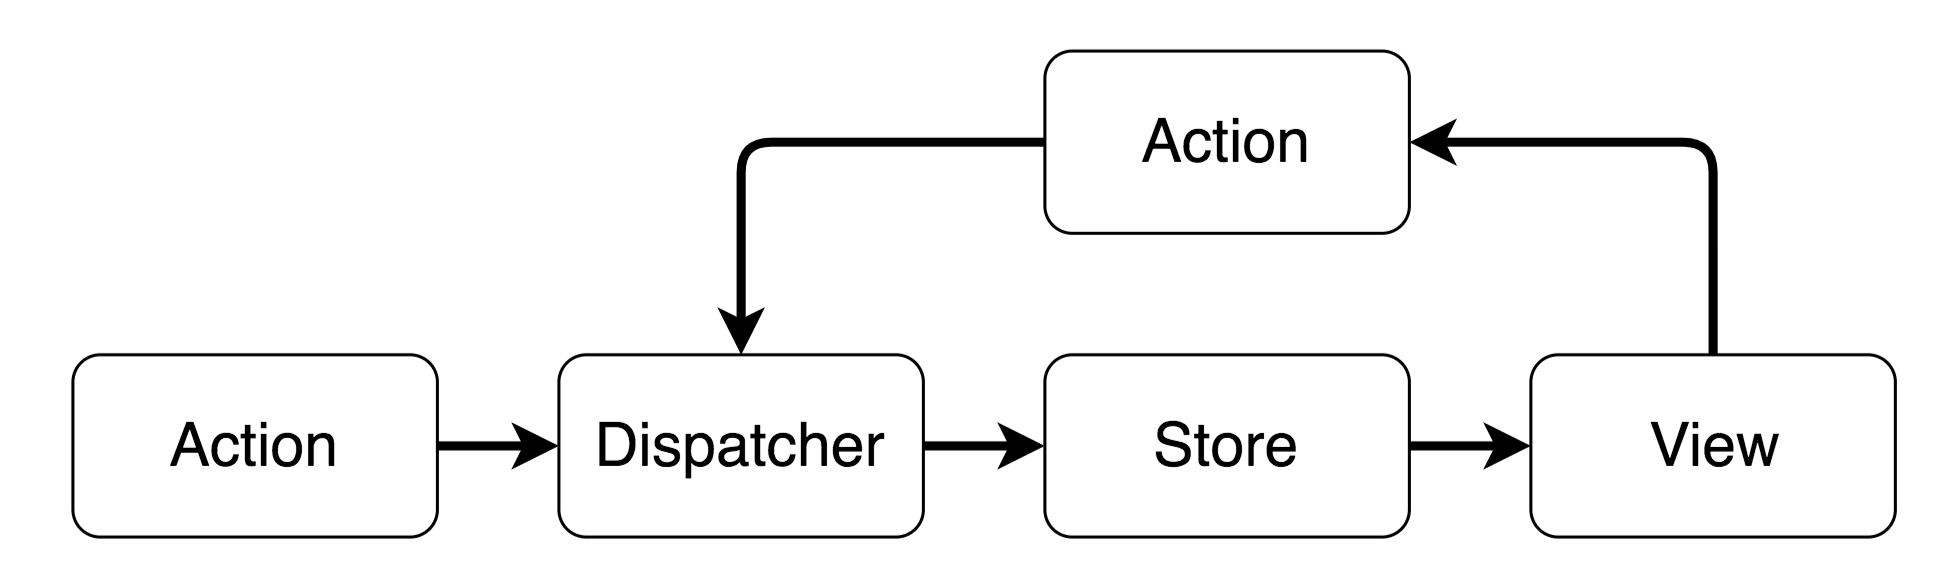 Action
Action
Dispatcher
Store
View